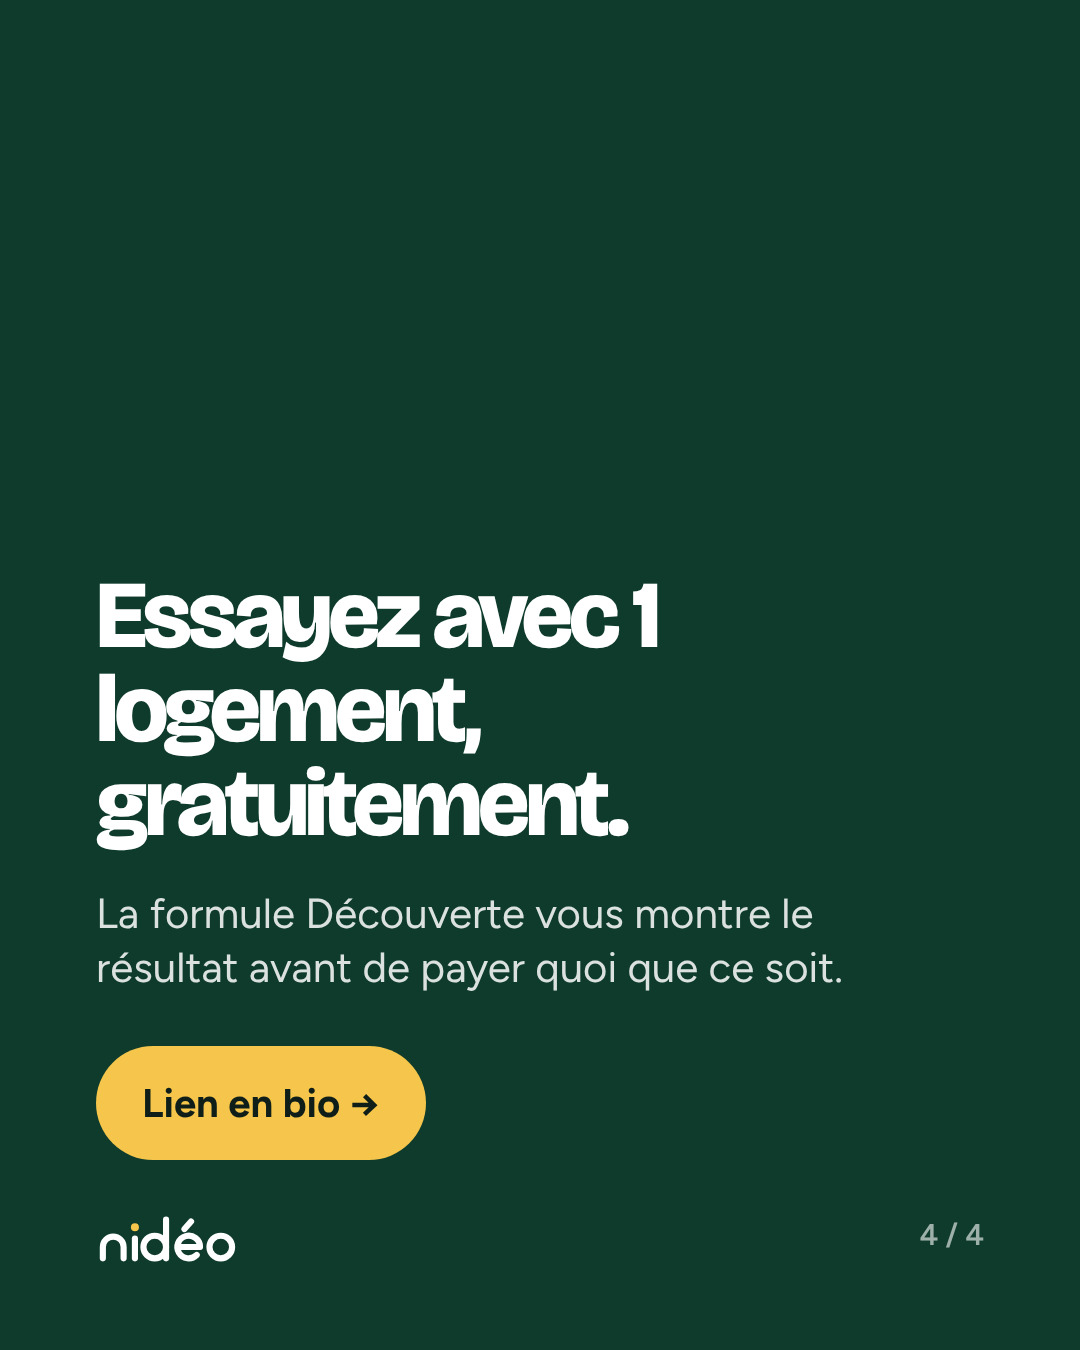 Essayez avec 1
logement,
gratuitement.
La formule Découverte vous montre le
résultat avant de payer quoi que ce soit.
Lien en bio →
nidéo
4 / 4